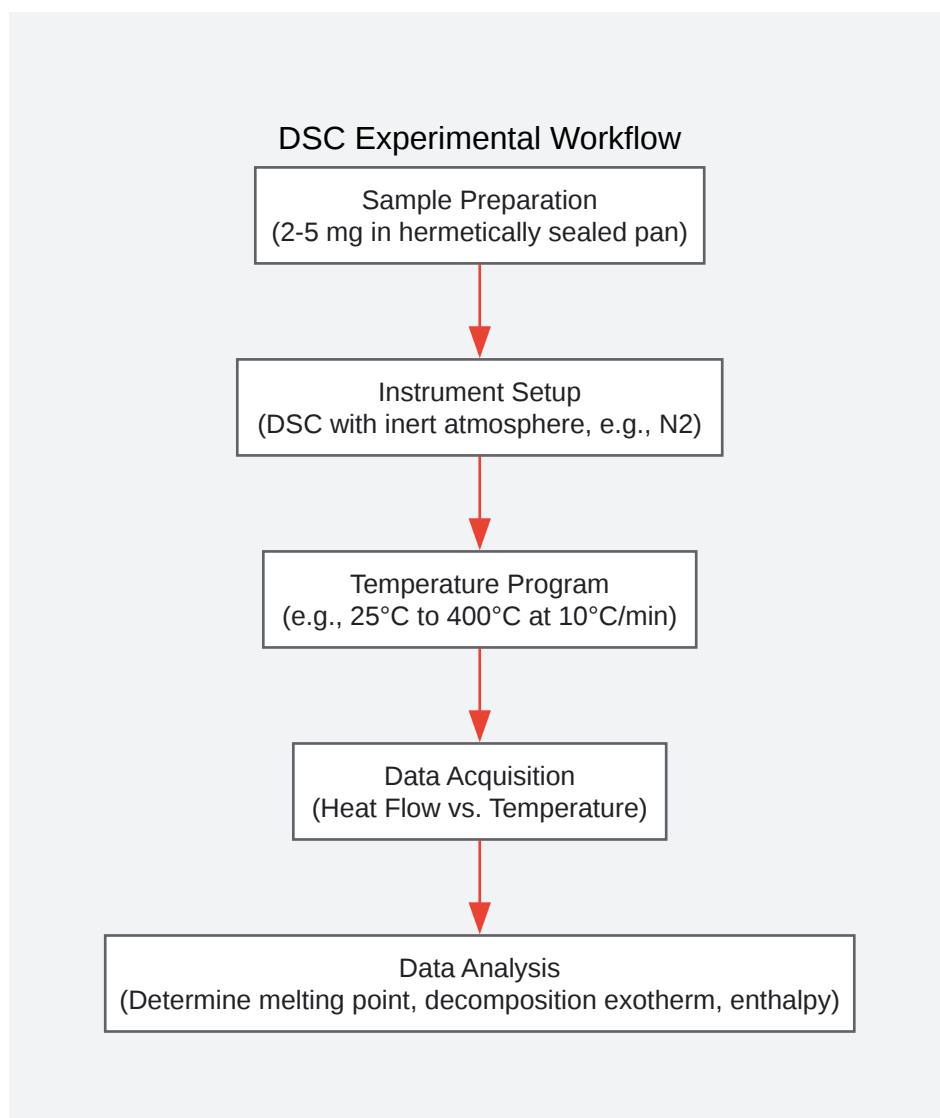 DSC Experimental Workflow
Sample Preparation
(2-5 mg in hermetically sealed pan)
Instrument Setup
(DSC with inert atmosphere, e.g., N2)
Temperature Program
(e.g., 25°C to 400°C at 10°C/min)
Data Acquisition
(Heat Flow vs. Temperature)
Data Analysis
(Determine melting point, decomposition exotherm, enthalpy)